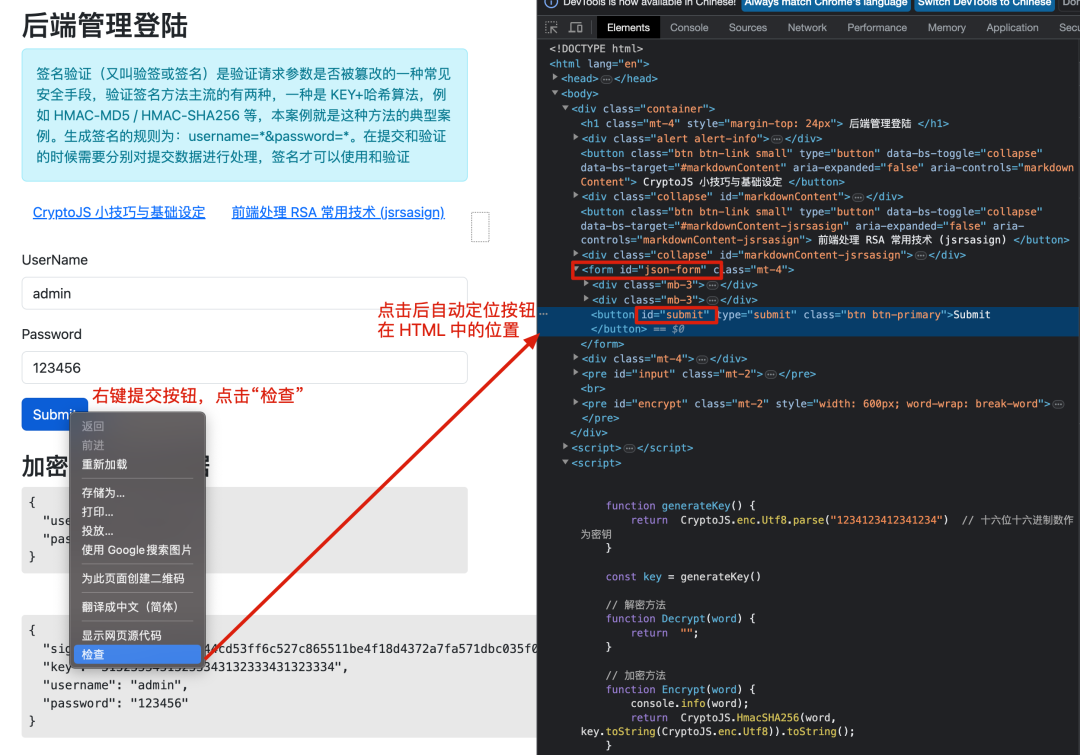 后端管理登陆
签名验证（又叫验签或签名）是验证请求参数是否被篡改的一种常见
安全手段，验证签名方法主流的有两种，一种是 KEY+哈希算法，例
如 HMAC-MD5 / HMAC-SHA256 等，本案例就是这种方法的典型案
例。生成签名的规则为：username=*&password=*。在提交和验证
的时候需要分别对提交数据进行处理，签名才可以使用和验证
CryptoJS 小技巧与基础设定 前端处理 RSA 常用技术 (jsrsasign)
UserName
admin
Password
123456
点击后自动定位按钮
在 HTML 中的位置
右键提交按钮，点击“检查”
Submit
返回
前进
重新加载
存储为...
打印...
投放...
使用 Google 搜索图片
为此页面创建二维码
翻译成中文（简体）
显示网页源代码
检查
加密
{
}
{
4cd53ff6c527c865511be4f18d4372a7fa571dbc035f0
"username": "admin",
"password": "123456"
}
DevTools is now available in Chinese! Always match Chrome's language Switch DevTools to Chinese
Elements Console Sources Network Performance Memory Application
<!DOCTYPE html>
<html lang="en">
<head>…</head>
<body>
<div class="container">
<h1 class="mt-4" style="margin-top: 24px"> 后端管理登陆 </h1>
<div class="alert alert-info">…</div>
<button class="btn btn-link small" type="button" data-bs-toggle="collapse"
data-bs-target="#markdownContent" aria-expanded="false" aria-controls="markdown
Content"> CryptoJS 小技巧与基础设定 </button>
<div class="collapse" id="markdownContent">…</div>
<button class="btn btn-link small" type="button" data-bs-toggle="collapse"
data-bs-target="#markdownContent-jsrsasign" aria-expanded="false" aria-
controls="markdownContent-jsrsasign"> 前端处理 RSA 常用技术 (jsrsasign) </button>
<div class="collapse" id="markdownContent-jsrsasign">…</div>
<form id="json-form" class="mt-4">
<div class="mb-3">…</div>
<div class="mb-3">…</div>
<button id="submit" type="submit" class="btn btn-primary">Submit
</button> == $0
</form>
<div class="mt-4">…</div>
<pre id="input" class="mt-2">…</pre>
<br>
<pre id="encrypt" class="mt-2" style="width: 600px; word-wrap: break-word">…
</pre>
</div>
<script>…</script>
<script>
function generateKey() {
return CryptoJS.enc.Utf8.parse("1234123412341234") // 十六位十六进制数作
为密钥
}
const key = generateKey()
// 解密方法
function Decrypt(word) {
return "";
}
// 加密方法
function Encrypt(word) {
console.info(word);
return CryptoJS.HmacSHA256(word,
key.toString(CryptoJS.enc.Utf8)).toString();
}